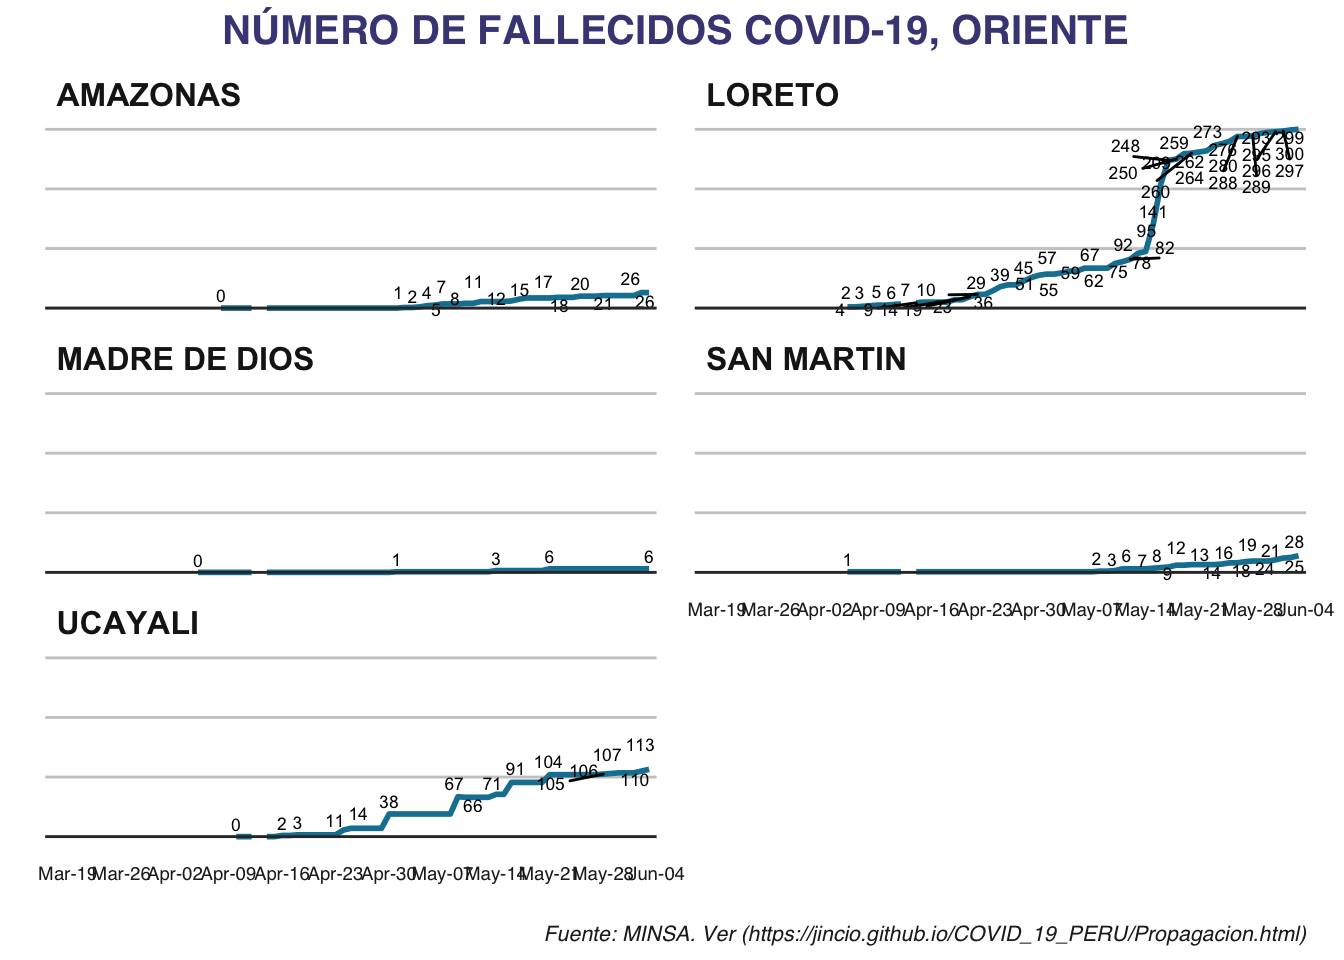 NÚMERO DE FALLECIDOS COVID-19, ORIENTE
AMAZONAS
0 1 2 4 5 7 8 11 12 15 17 18 20 21 26 26
LORETO
2 4 3 9 5 14 6 7 19 10 23 29 36 39 45 51 57 55 59 67 62 75 92 78 82 95 141 248 250 259 260 262 264 273 276 280 288 293 295 296 289 299 300 297
MADRE DE DIOS
0 1 3 6 6
SAN MARTIN
1 2 3 6 7 8 9 12 13 14 16 18 19 24 21 28 25
Mar-19 Mar-26 Apr-02 Apr-09 Apr-16 Apr-23 Apr-30 May-07 May-14 May-21 May-28 Jun-04
UCAYALI
0 2 3 11 14 38 67 66 71 91 104 105 106 107 110 113
Mar-19 Mar-26 Apr-02 Apr-09 Apr-16 Apr-23 Apr-30 May-07 May-14 May-21 May-28 Jun-04
Fuente: MINSA. Ver (https://jincio.github.io/COVID_19_PERU/Propagacion.html)